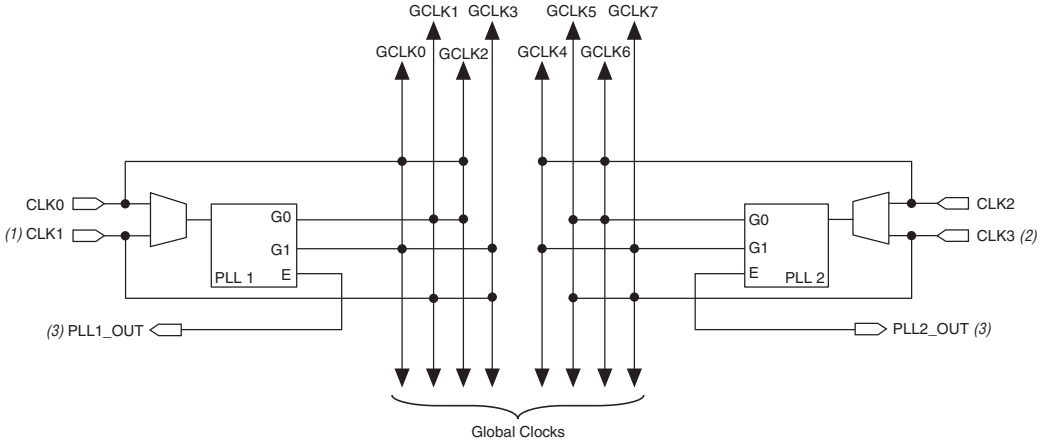 GCLK1 GCLK3 GCLK5 GCLK7
GCLK0 GCLK2 GCLK4 GCLK6
CLK0
(1) CLK1
G0
G1
PLL 1 E
(3) PLL1_OUT
CLK2
CLK3 (2)
G0
G1
E PLL 2
PLL2_OUT (3)
Global Clocks